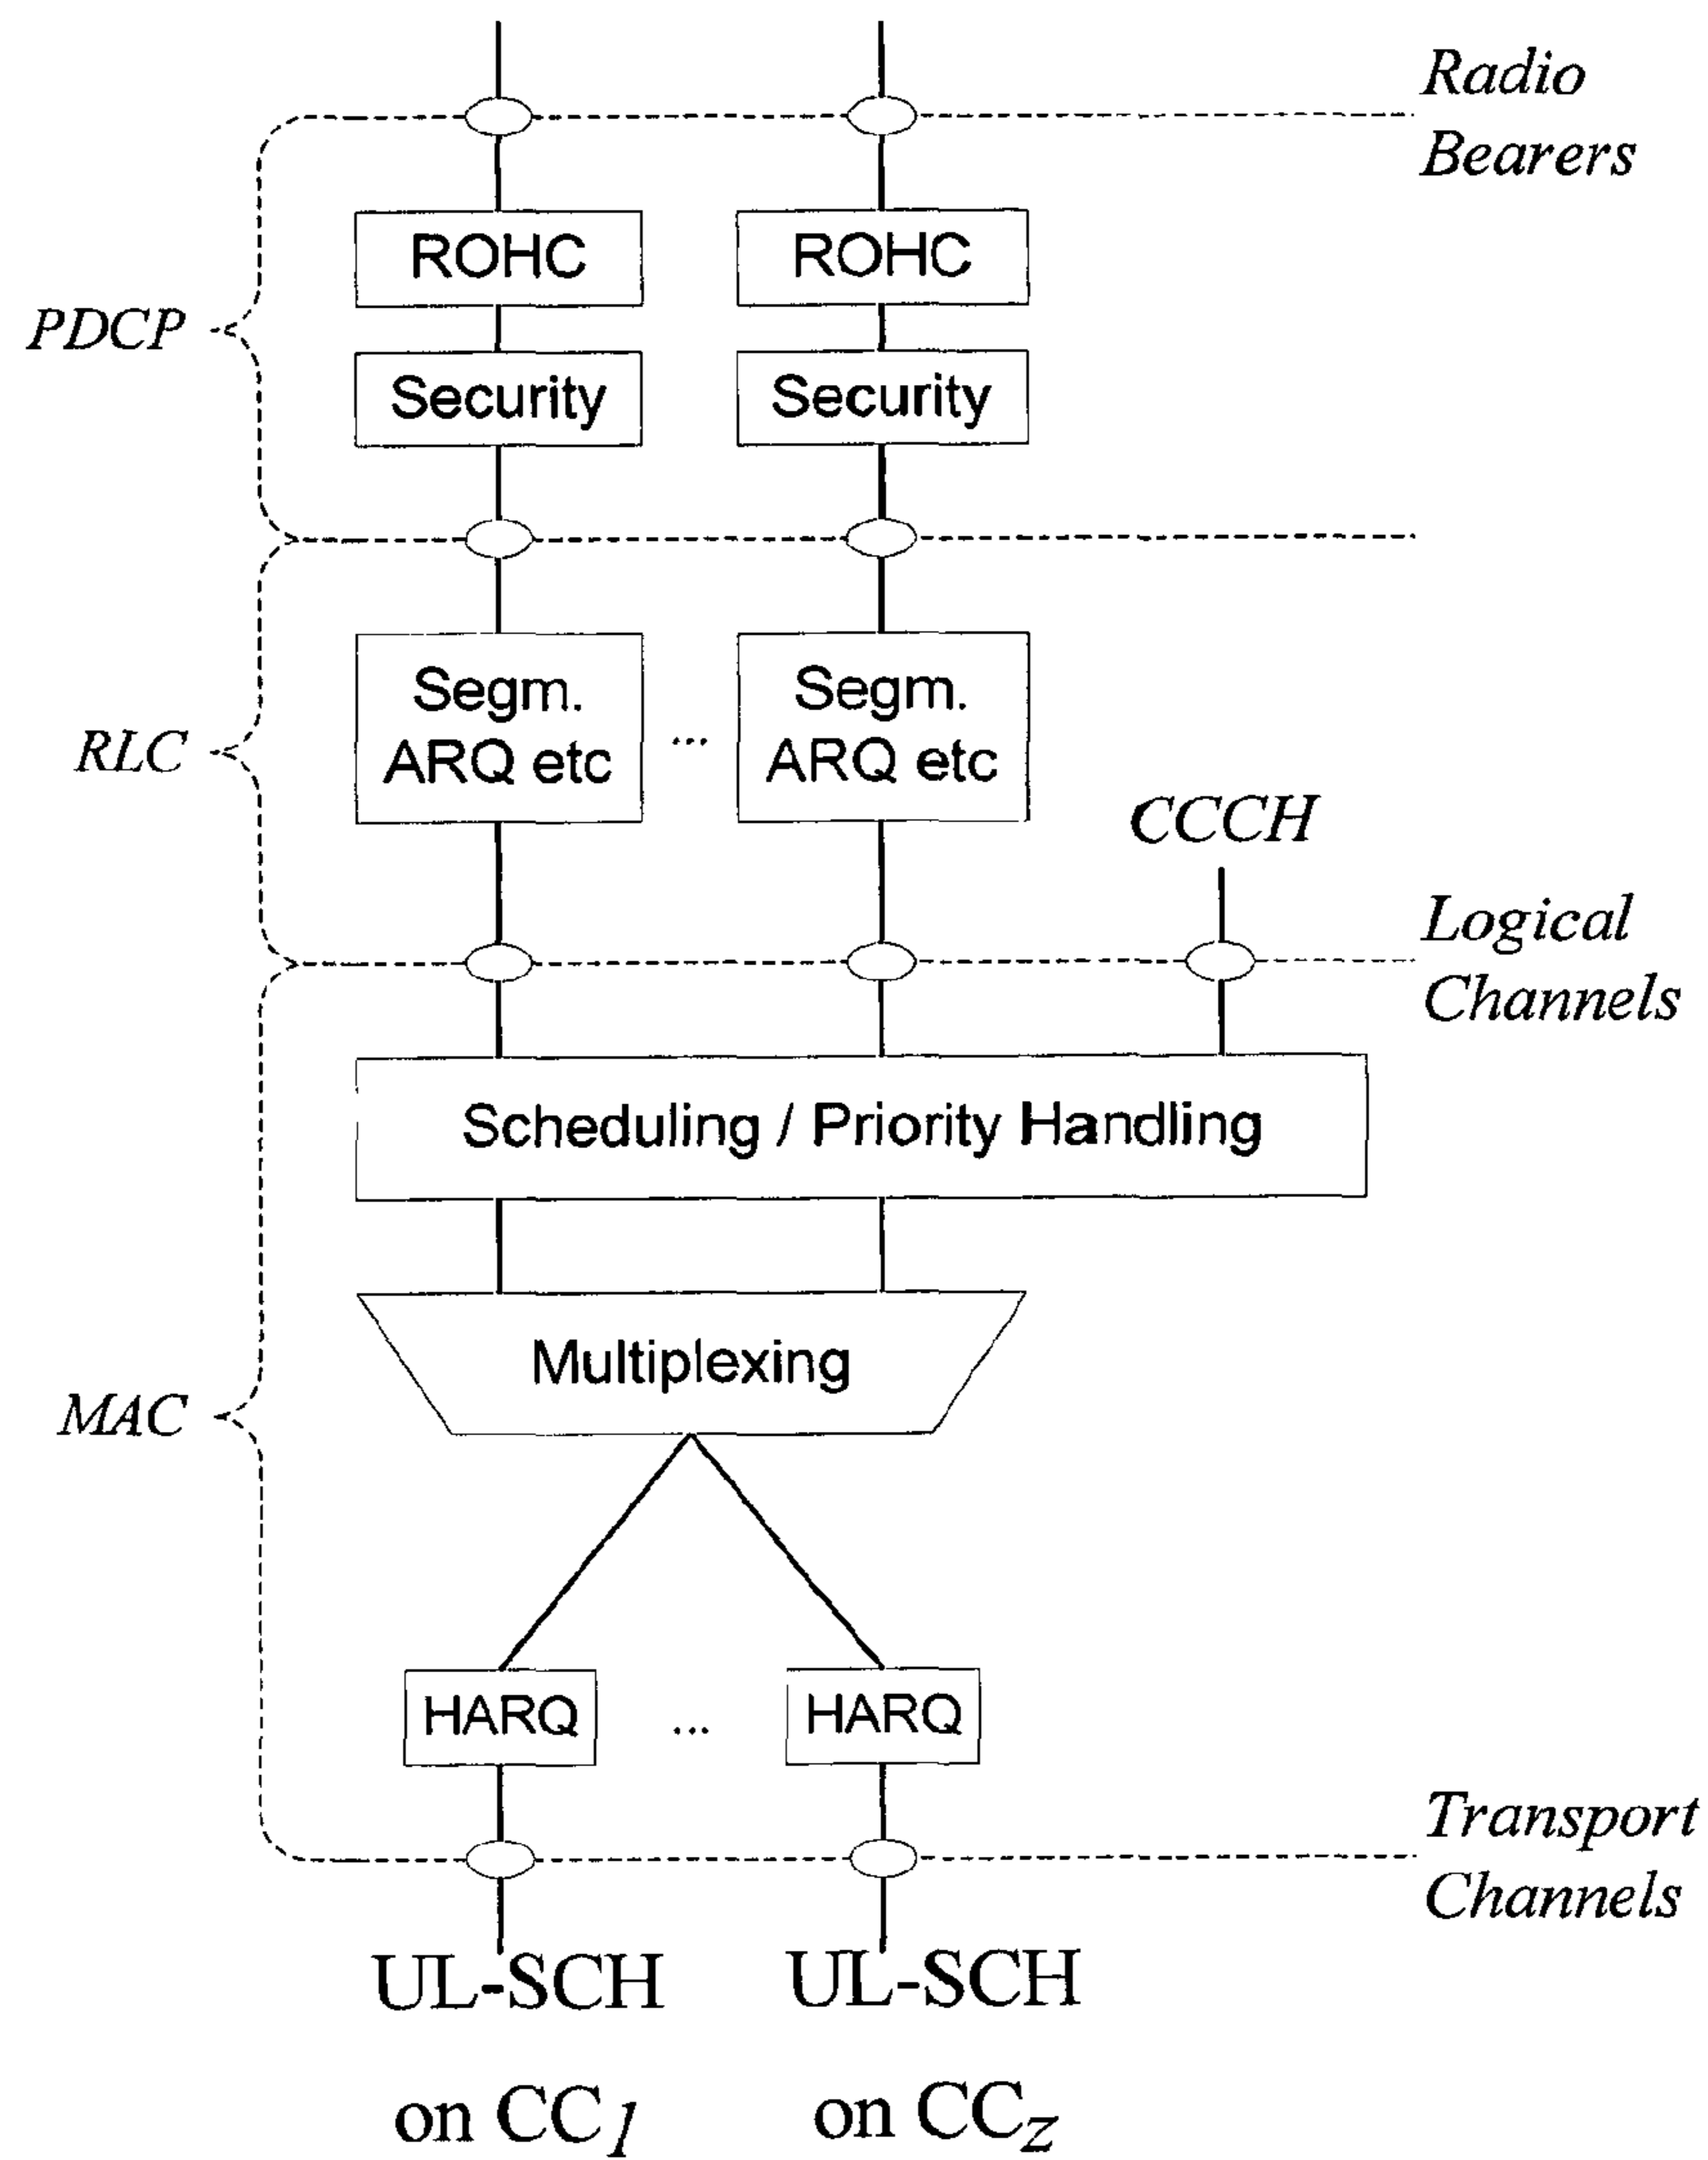 Radio
Bearers
ROHC
ROHC
PDCP
Security
Security
Segm.
ARQ etc
...
Segm.
ARQ etc
RLC
CCCH
Logical
Channels
Scheduling / Priority Handling
Multiplexing
MAC
HARQ
...
HARQ
Transport
Channels
UL-SCH
on CC1
UL-SCH
on CCz